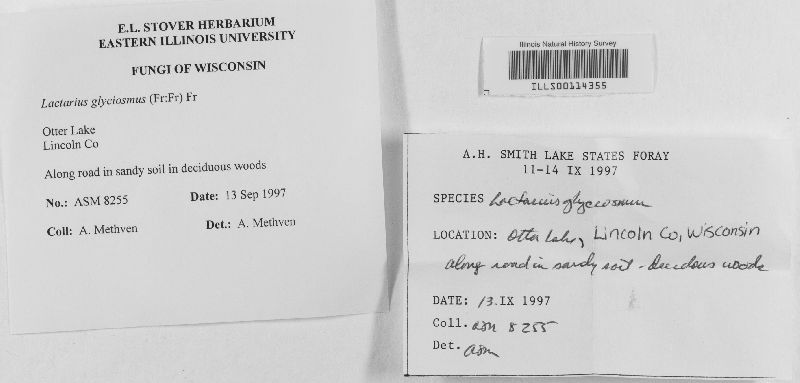 E.L. STOVER HERBARIUM
EASTERN ILLINOIS UNIVERSITY
FUNGI OF WISCONSIN
Lactarius glyciosmus (Fr:Fr) Fr
Otter Lake
Lincoln Co
Along road in sandy soil in deciduous woods
No.: ASM 8255 Date: 13 Sep 1997
Coll: A. Methven Det.: A. Methven
Illinois Natural History Survey
ILLS00114355
A.H. SMITH LAKE STATES FORAY
11-14 IX 1997
SPECIES Lactarius glyciosmus
LOCATION: Otter Lake, Lincoln Co, Wisconsin
along road in sandy soil - deciduous woods
DATE: 13.IX 1997
Coll. asm 8255
Det. asm